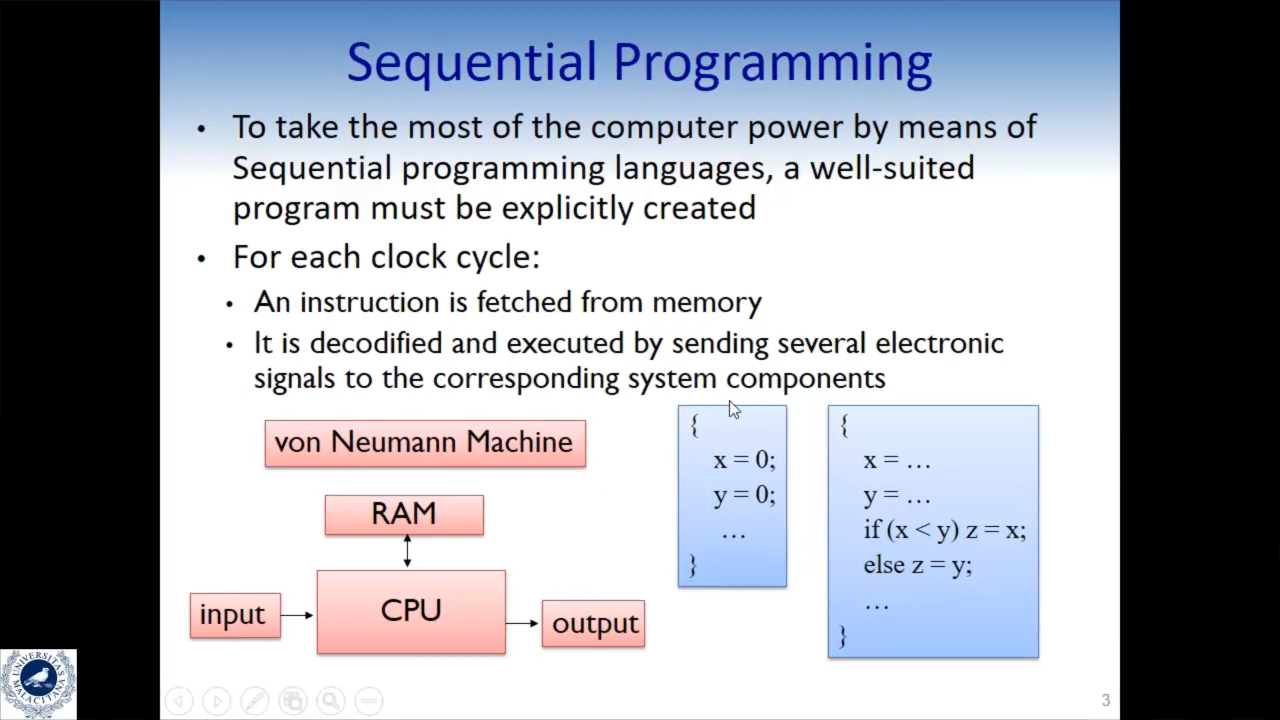 Sequential Programming
• To take the most of the computer power by means of
Sequential programming languages, a well-suited
program must be explicitly created
• For each clock cycle:
• An instruction is fetched from memory
• It is decodified and executed by sending several electronic
signals to the corresponding system components
von Neumann Machine
RAM
CPU
input
output
{
x = 0;
y = 0;
…
}
{
x = …
y = …
if (x < y) z = x;
else z = y;
…
}
UNIVERSITAS
MALACITANA
3